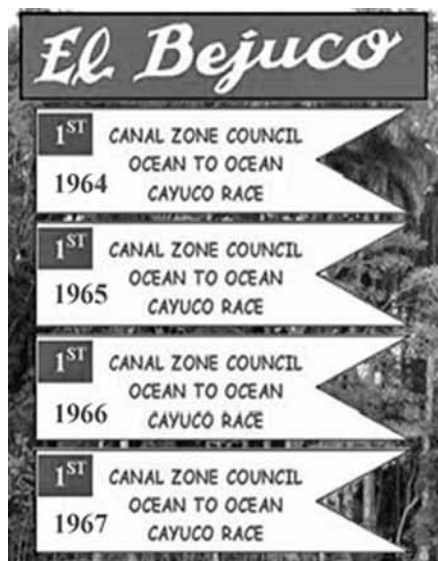 El Bejuco
1ST
CANAL ZONE COUNCIL
OCEAN TO OCEAN
1964
CAYUCO RACE
1ST
CANAL ZONE COUNCIL
OCEAN TO OCEAN
1965
CAYUCO RACE
1ST
CANAL ZONE COUNCIL
OCEAN TO OCEAN
1966
CAYUCO RACE
1ST
CANAL ZONE COUNCIL
OCEAN TO OCEAN
1967
CAYUCO RACE